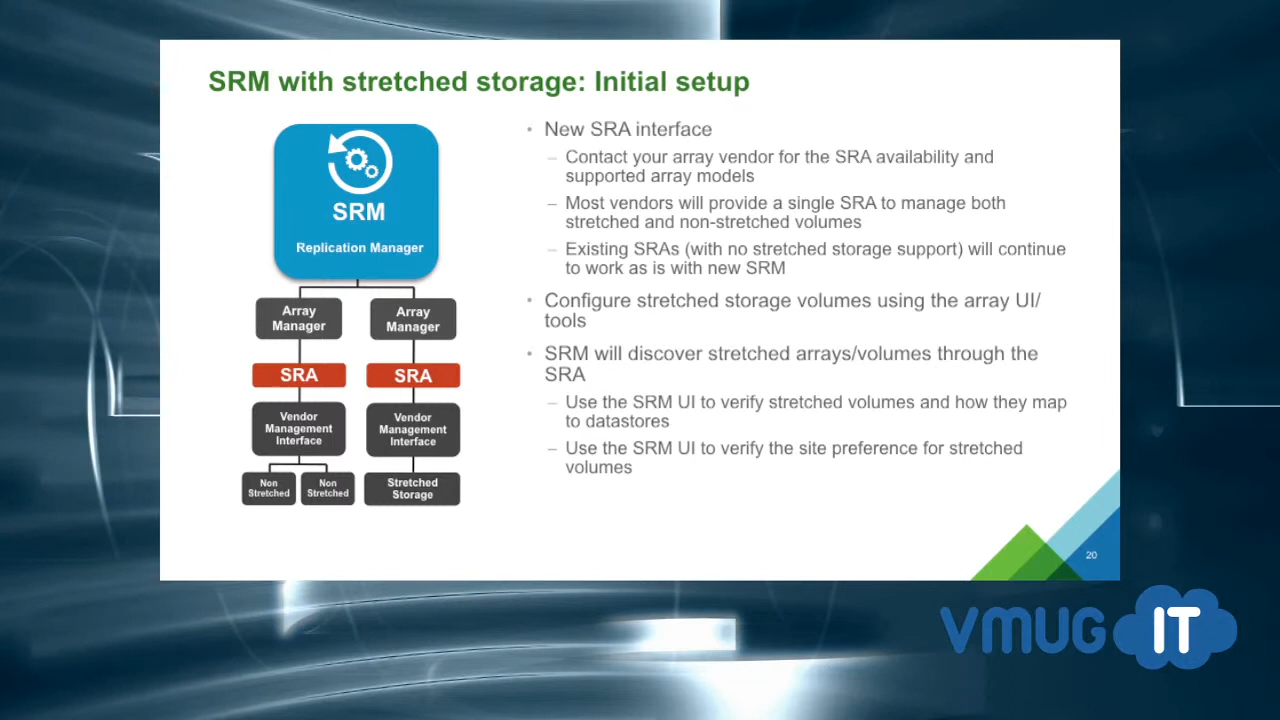 SRM with stretched storage: Initial setup
SRM
Replication Manager
Array
Manager
Array
Manager
SRA
SRA
Vendor
Management
Interface
Vendor
Management
Interface
Non
Stretched
Non
Stretched
Stretched
Storage
• New SRA interface
– Contact your array vendor for the SRA availability and
supported array models
– Most vendors will provide a single SRA to manage both
stretched and non-stretched volumes
– Existing SRAs (with no stretched storage support) will continue
to work as is with new SRM
• Configure stretched storage volumes using the array UI/
tools
• SRM will discover stretched arrays/volumes through the
SRA
– Use the SRM UI to verify stretched volumes and how they map
to datastores
– Use the SRM UI to verify the site preference for stretched
volumes
20
VMUG IT